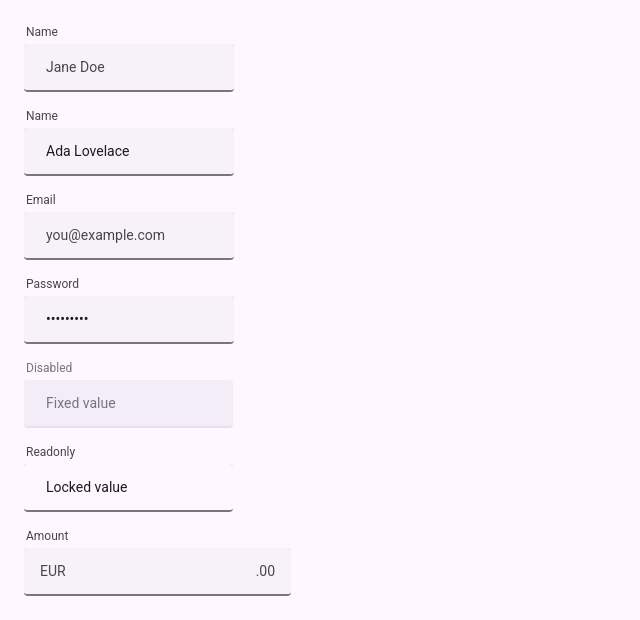 Name
Jane Doe
Name
Ada Lovelace
Email
you@example.com
Password
•••••••••
Disabled
Fixed value
Readonly
Locked value
Amount
EUR .00